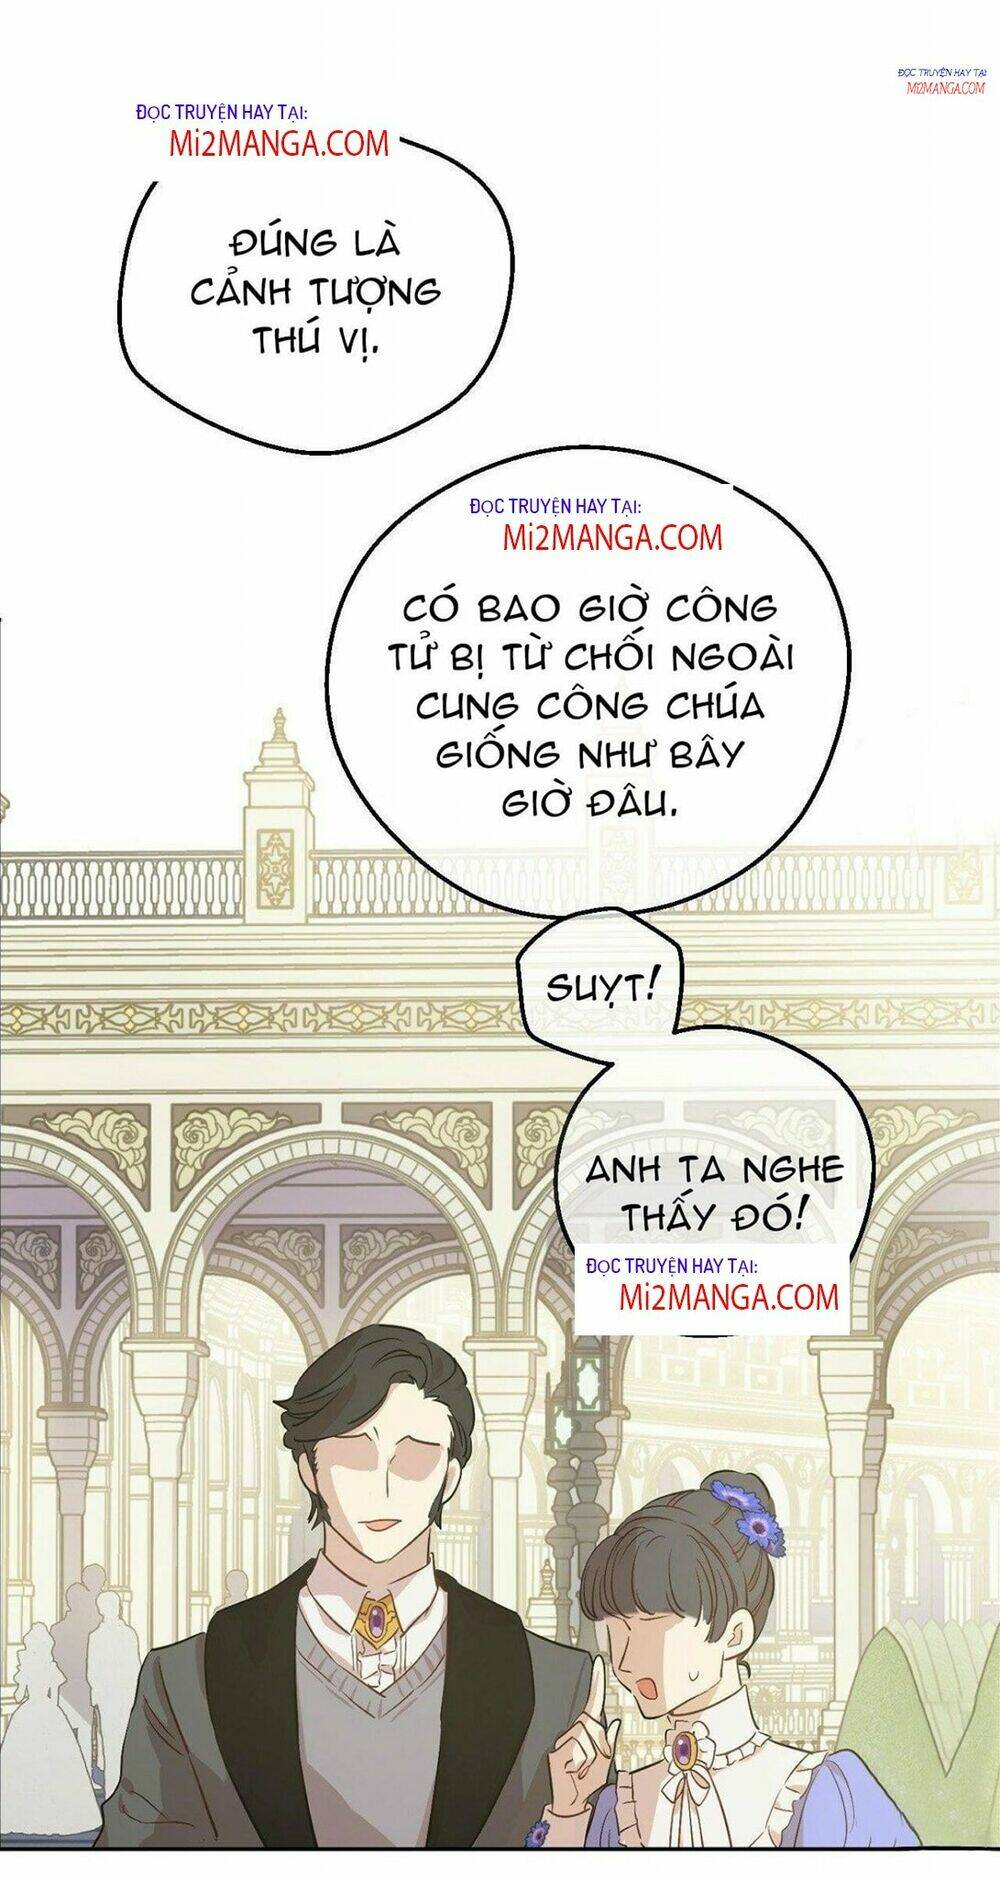 ĐỌC TRUYỆN HAY TẠI:
MI2MANGA.COM
ĐỌC TRUYỆN HAY TẠI:
MI2MANGA.COM
ĐÚNG LÀ
CẢNH TƯỢNG
THÚ VỊ.
ĐỌC TRUYỆN HAY TẠI:
MI2MANGA.COM
CÓ BAO GIỜ CÔNG
TỬ BỊ TỪ CHỐI NGOÀI
CUNG CÔNG CHÚA
GIỐNG NHƯ BÂY
GIỜ ĐÂU.
SUỴT!
ANH TA NGHE
THẤY ĐÓ!
ĐỌC TRUYỆN HAY TẠI:
MI2MANGA.COM